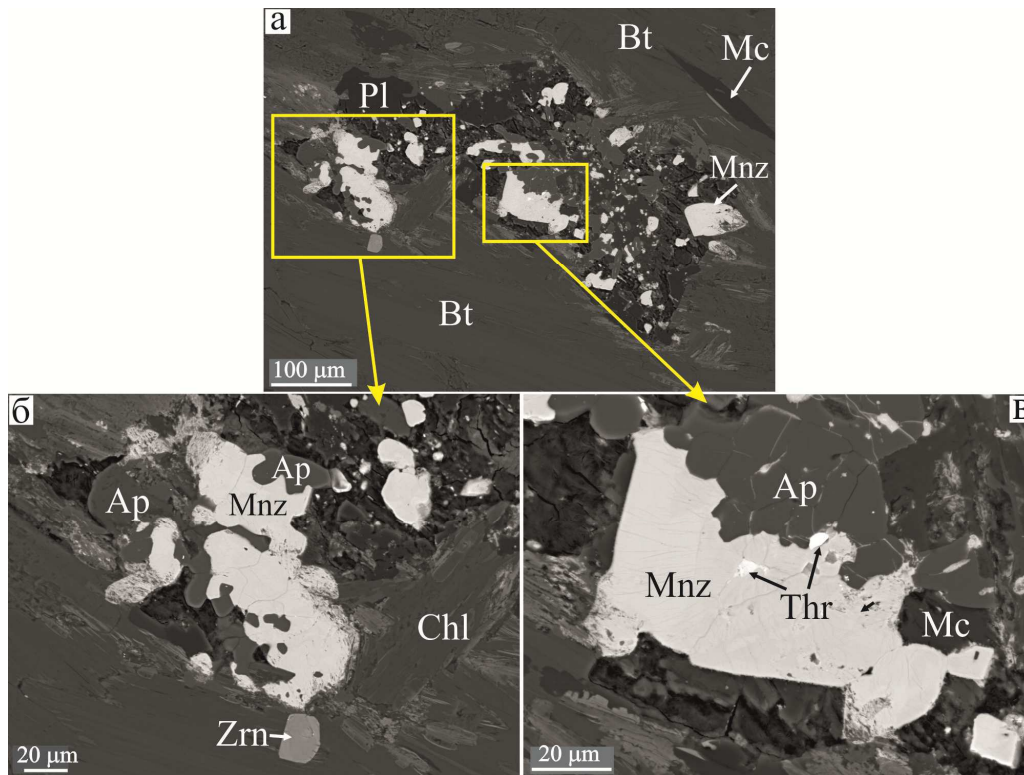 а
Bt
Mc
Pl
Mnz
Bt
100 µm
б
Ap
Ap
Mnz
Chl
Zrn
20 µm
в
Ap
Mnz
Thr
Mc
20 µm